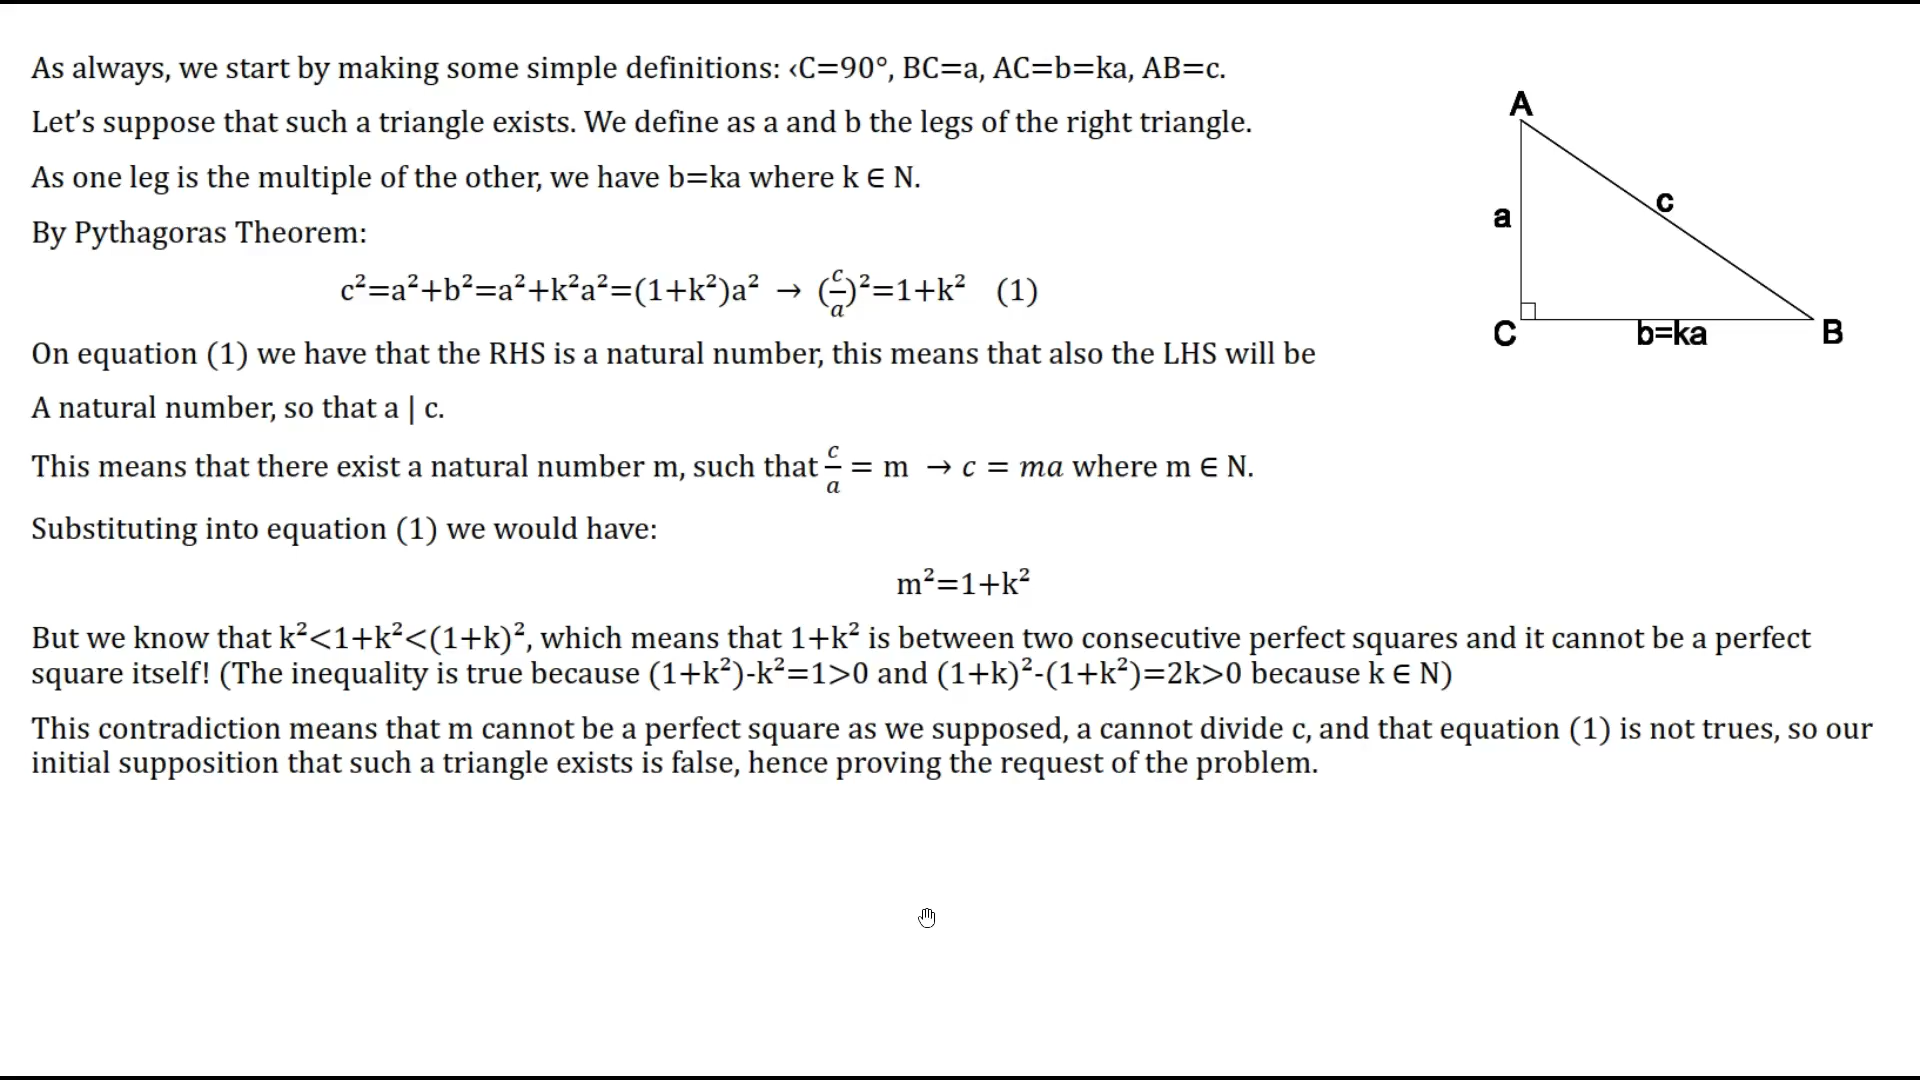 As always, we start by making some simple definitions: ‹C=90°, BC=a, AC=b=ka, AB=c.
Let’s suppose that such a triangle exists. We define as a and b the legs of the right triangle.
As one leg is the multiple of the other, we have b=ka where k ∈ N.
By Pythagoras Theorem:
c²=a²+b²=a²+k²a²=(1+k²)a² → (c/a)²=1+k² (1)
On equation (1) we have that the RHS is a natural number, this means that also the LHS will be
A natural number, so that a | c.
This means that there exist a natural number m, such that c/a = m → c = ma where m ∈ N.
Substituting into equation (1) we would have:
m²=1+k²
But we know that k²<1+k²<(1+k)², which means that 1+k² is between two consecutive perfect squares and it cannot be a perfect
square itself! (The inequality is true because (1+k²)-k²=1>0 and (1+k)²-(1+k²)=2k>0 because k ∈ N)
This contradiction means that m cannot be a perfect square as we supposed, a cannot divide c, and that equation (1) is not trues, so our
initial supposition that such a triangle exists is false, hence proving the request of the problem.
A
c
a
C
b=ka
B